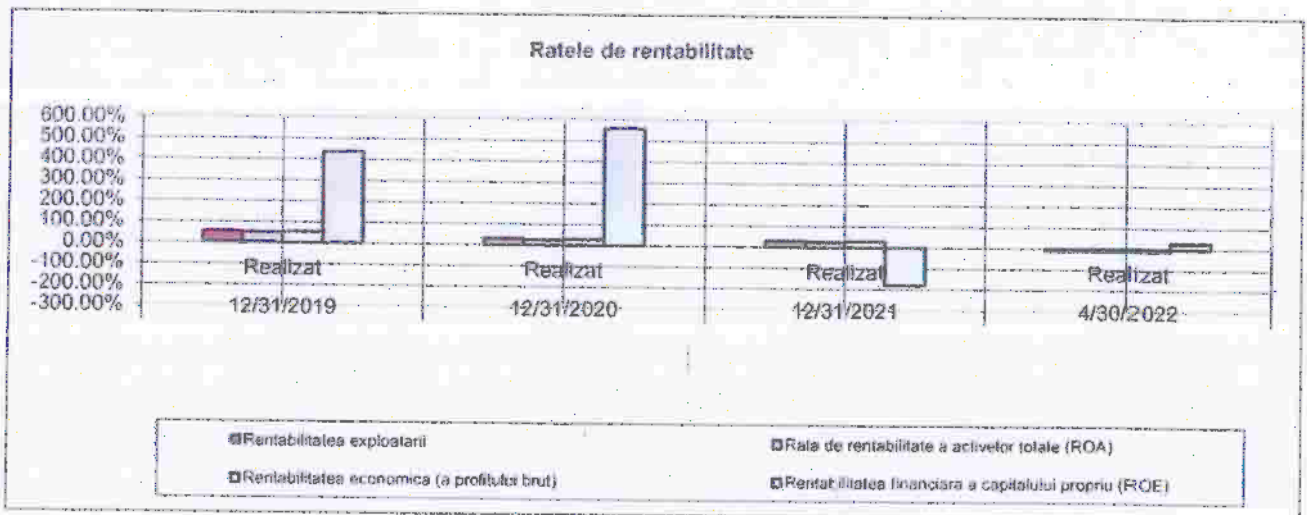 Ratele de rentabilitate
600.00%
500.00%
400.00%
300.00%
200.00%
100.00%
0.00%
-100.00%
-200.00%
-300.00%
Realizat Realizat Realizat Realizat
12/31/2019 12/31/2020 12/31/2021 4/30/2022
Rentabilitatea exploatarii Rata de rentabilitate a activelor totale (ROA)
Rentabilitatea economica (a profitului brut) Rentabilitatea financiara a capitalului propriu (ROE)